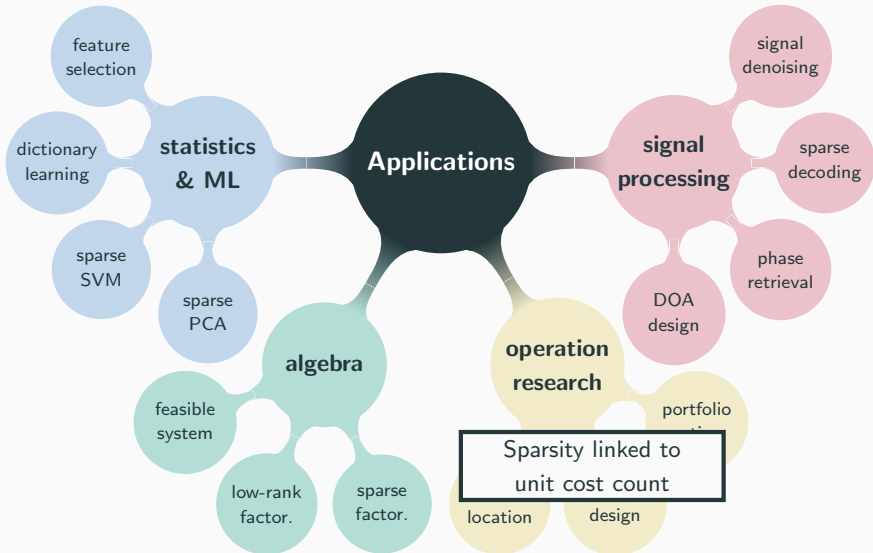 Applications
statistics
& ML
feature
selection
dictionary
learning
sparse
SVM
sparse
PCA
algebra
feasible
system
low-rank
factor.
sparse
factor.
operation
research
portfolio
Sparsity linked to
unit cost count
location
design
signal
processing
DOA
design
phase
retrieval
sparse
decoding
signal
denoising